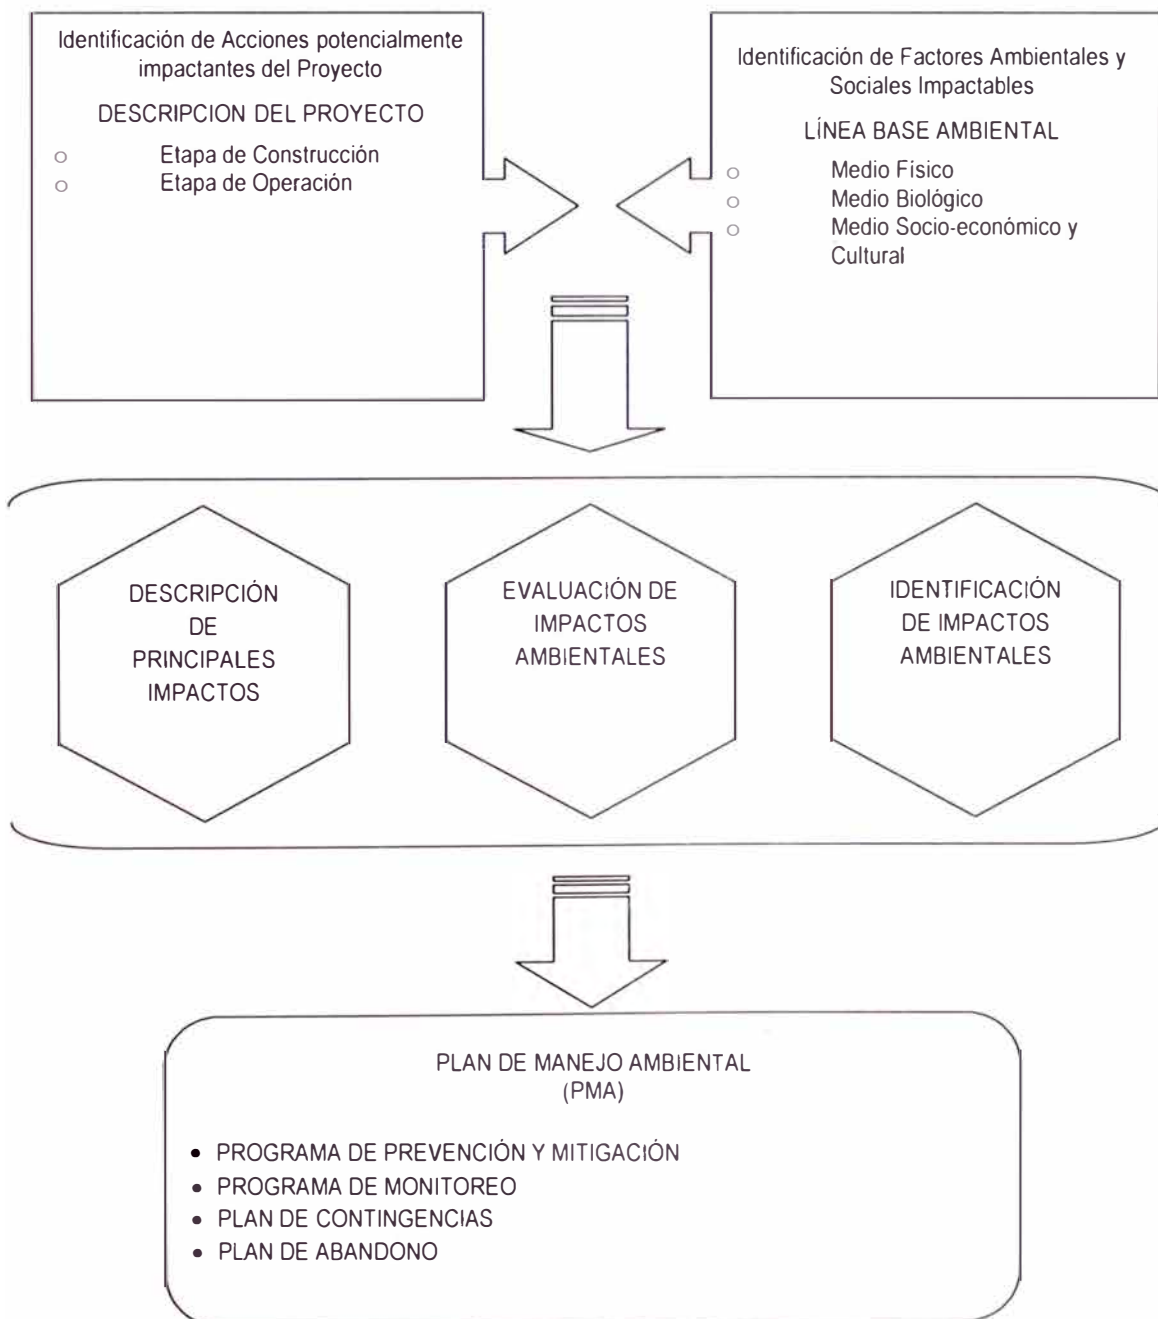 Identificación de Acciones potencialmente
impactantes del Proyecto
DESCRIPCION DEL PROYECTO
o Etapa de Construcción
o Etapa de Operación
Identificación de Factores Ambientales y
Sociales Impactables
LÍNEA BASE AMBIENTAL
o Medio Físico
o Medio Biológico
o Medio Socio-económico y
Cultural
DESCRIPCIÓN
DE
PRINCIPALES
IMPACTOS
EVALUACIÓN DE
IMPACTOS
AMBIENTALES
IDENTIFICACIÓN
DE IMPACTOS
AMBIENTALES
PLAN DE MANEJO AMBIENTAL
(PMA)
• PROGRAMA DE PREVENCIÓN Y MITIGACIÓN
• PROGRAMA DE MONITOREO
• PLAN DE CONTINGENCIAS
• PLAN DE ABANDONO